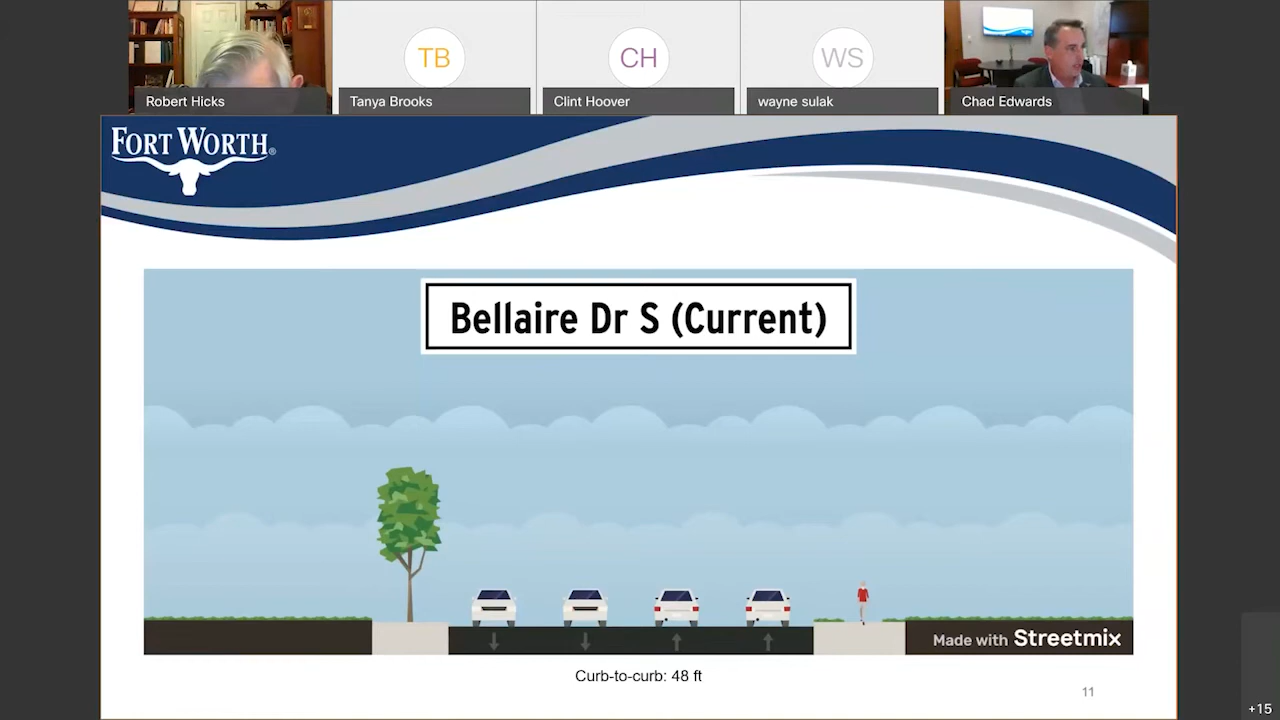 TB
CH
WS
Robert Hicks
Tanya Brooks
Clint Hoover
wayne sulak
Chad Edwards
FORT WORTH®
Bellaire Dr S (Current)
Made with Streetmix
Curb-to-curb: 48 ft
11
+15